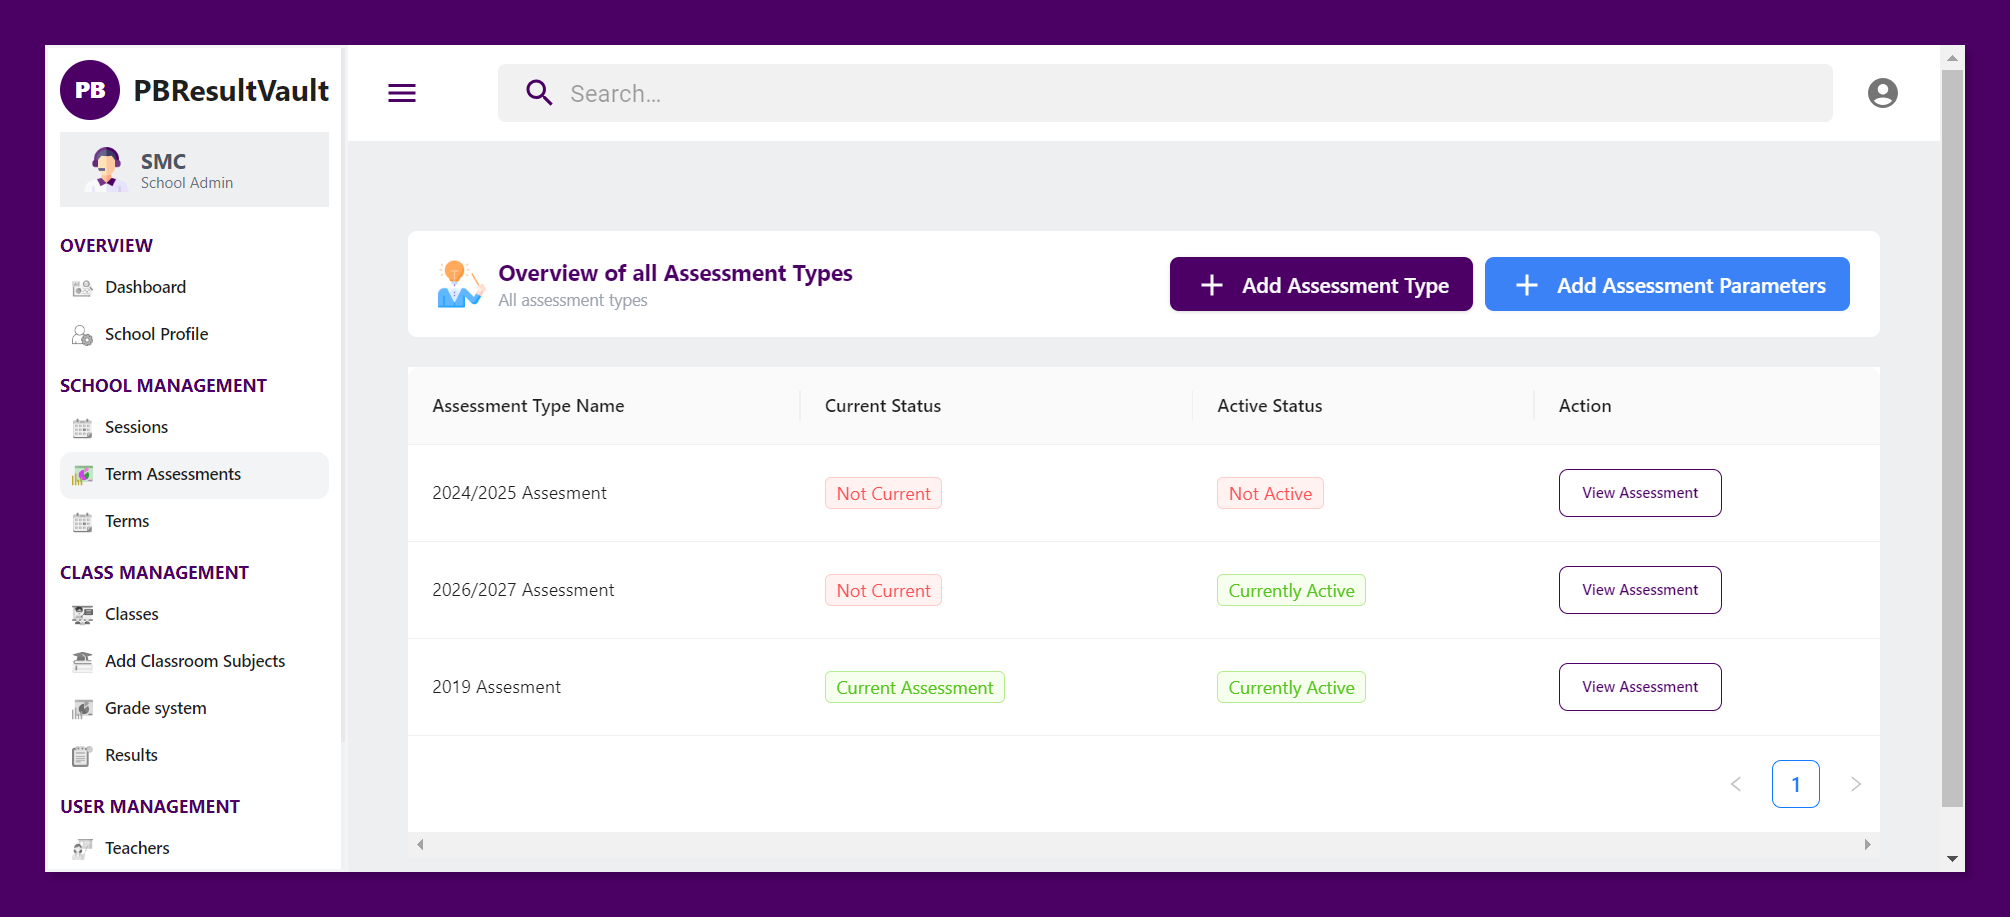 PB PBResultVault
SMC
School Admin
OVERVIEW
Dashboard
School Profile
SCHOOL MANAGEMENT
Sessions
Term Assessments
Terms
CLASS MANAGEMENT
Classes
Add Classroom Subjects
Grade system
Results
USER MANAGEMENT
Teachers
Search...
Overview of all Assessment Types
All assessment types
Add Assessment Type
Add Assessment Parameters
Assessment Type Name Current Status Active Status Action
2024/2025 Assesment Not Current Not Active View Assessment
2026/2027 Assessment Not Current Currently Active View Assessment
2019 Assesment Current Assessment Currently Active View Assessment
1